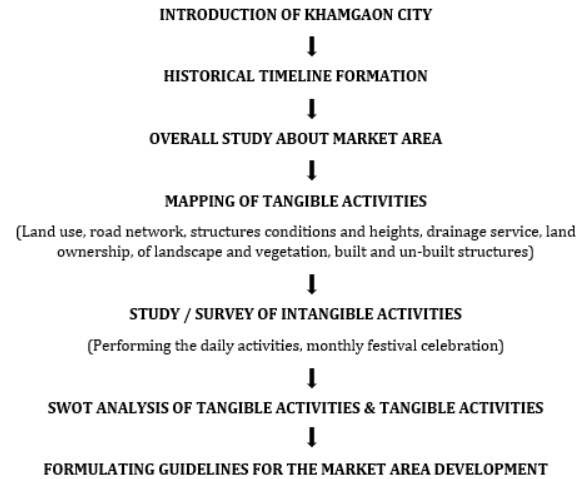 INTRODUCTION OF KHAMGAON CITY
HISTORICAL TIMELINE FORMATION
OVERALL STUDY ABOUT MARKET AREA
MAPPING OF TANGIBLE ACTIVITIES
(Land use, road network, structures conditions and heights, drainage service, land
ownership, of landscape and vegetation, built and un-built structures)
STUDY / SURVEY OF INTANGIBLE ACTIVITIES
(Performing the daily activities, monthly festival celebration)
SWOT ANALYSIS OF TANGIBLE ACTIVITIES & TANGIBLE ACTIVITIES
FORMULATING GUIDELINES FOR THE MARKET AREA DEVELOPMENT